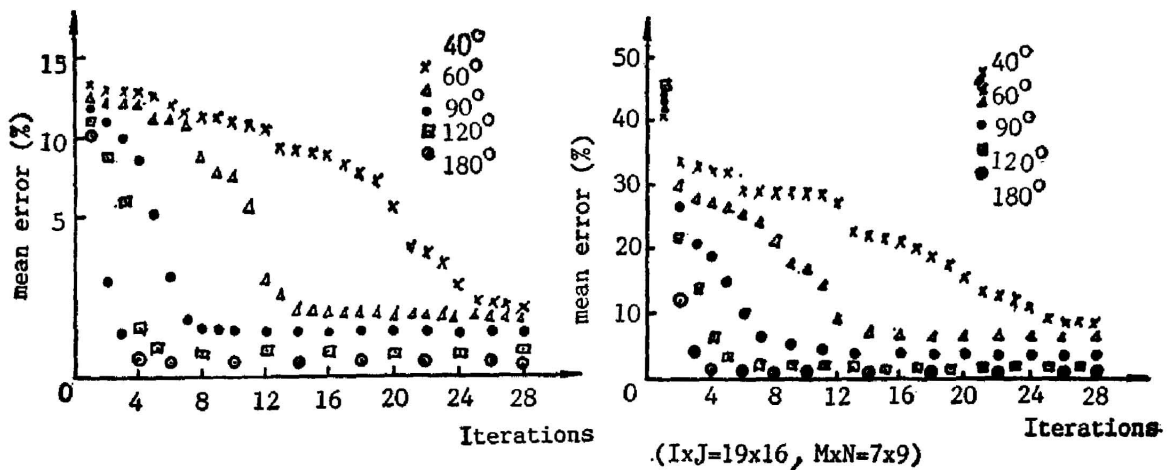 15
10
5
0
mean error (%)
40°
60°
90°
120°
180°
4 8 12 16 20 24 28
Iterations
50
40
30
20
10
0
mean error (%)
40°
60°
90°
120°
180°
4 8 12 16 20 24 28
Iterations
(IxJ=19x16, MxN=7x9)